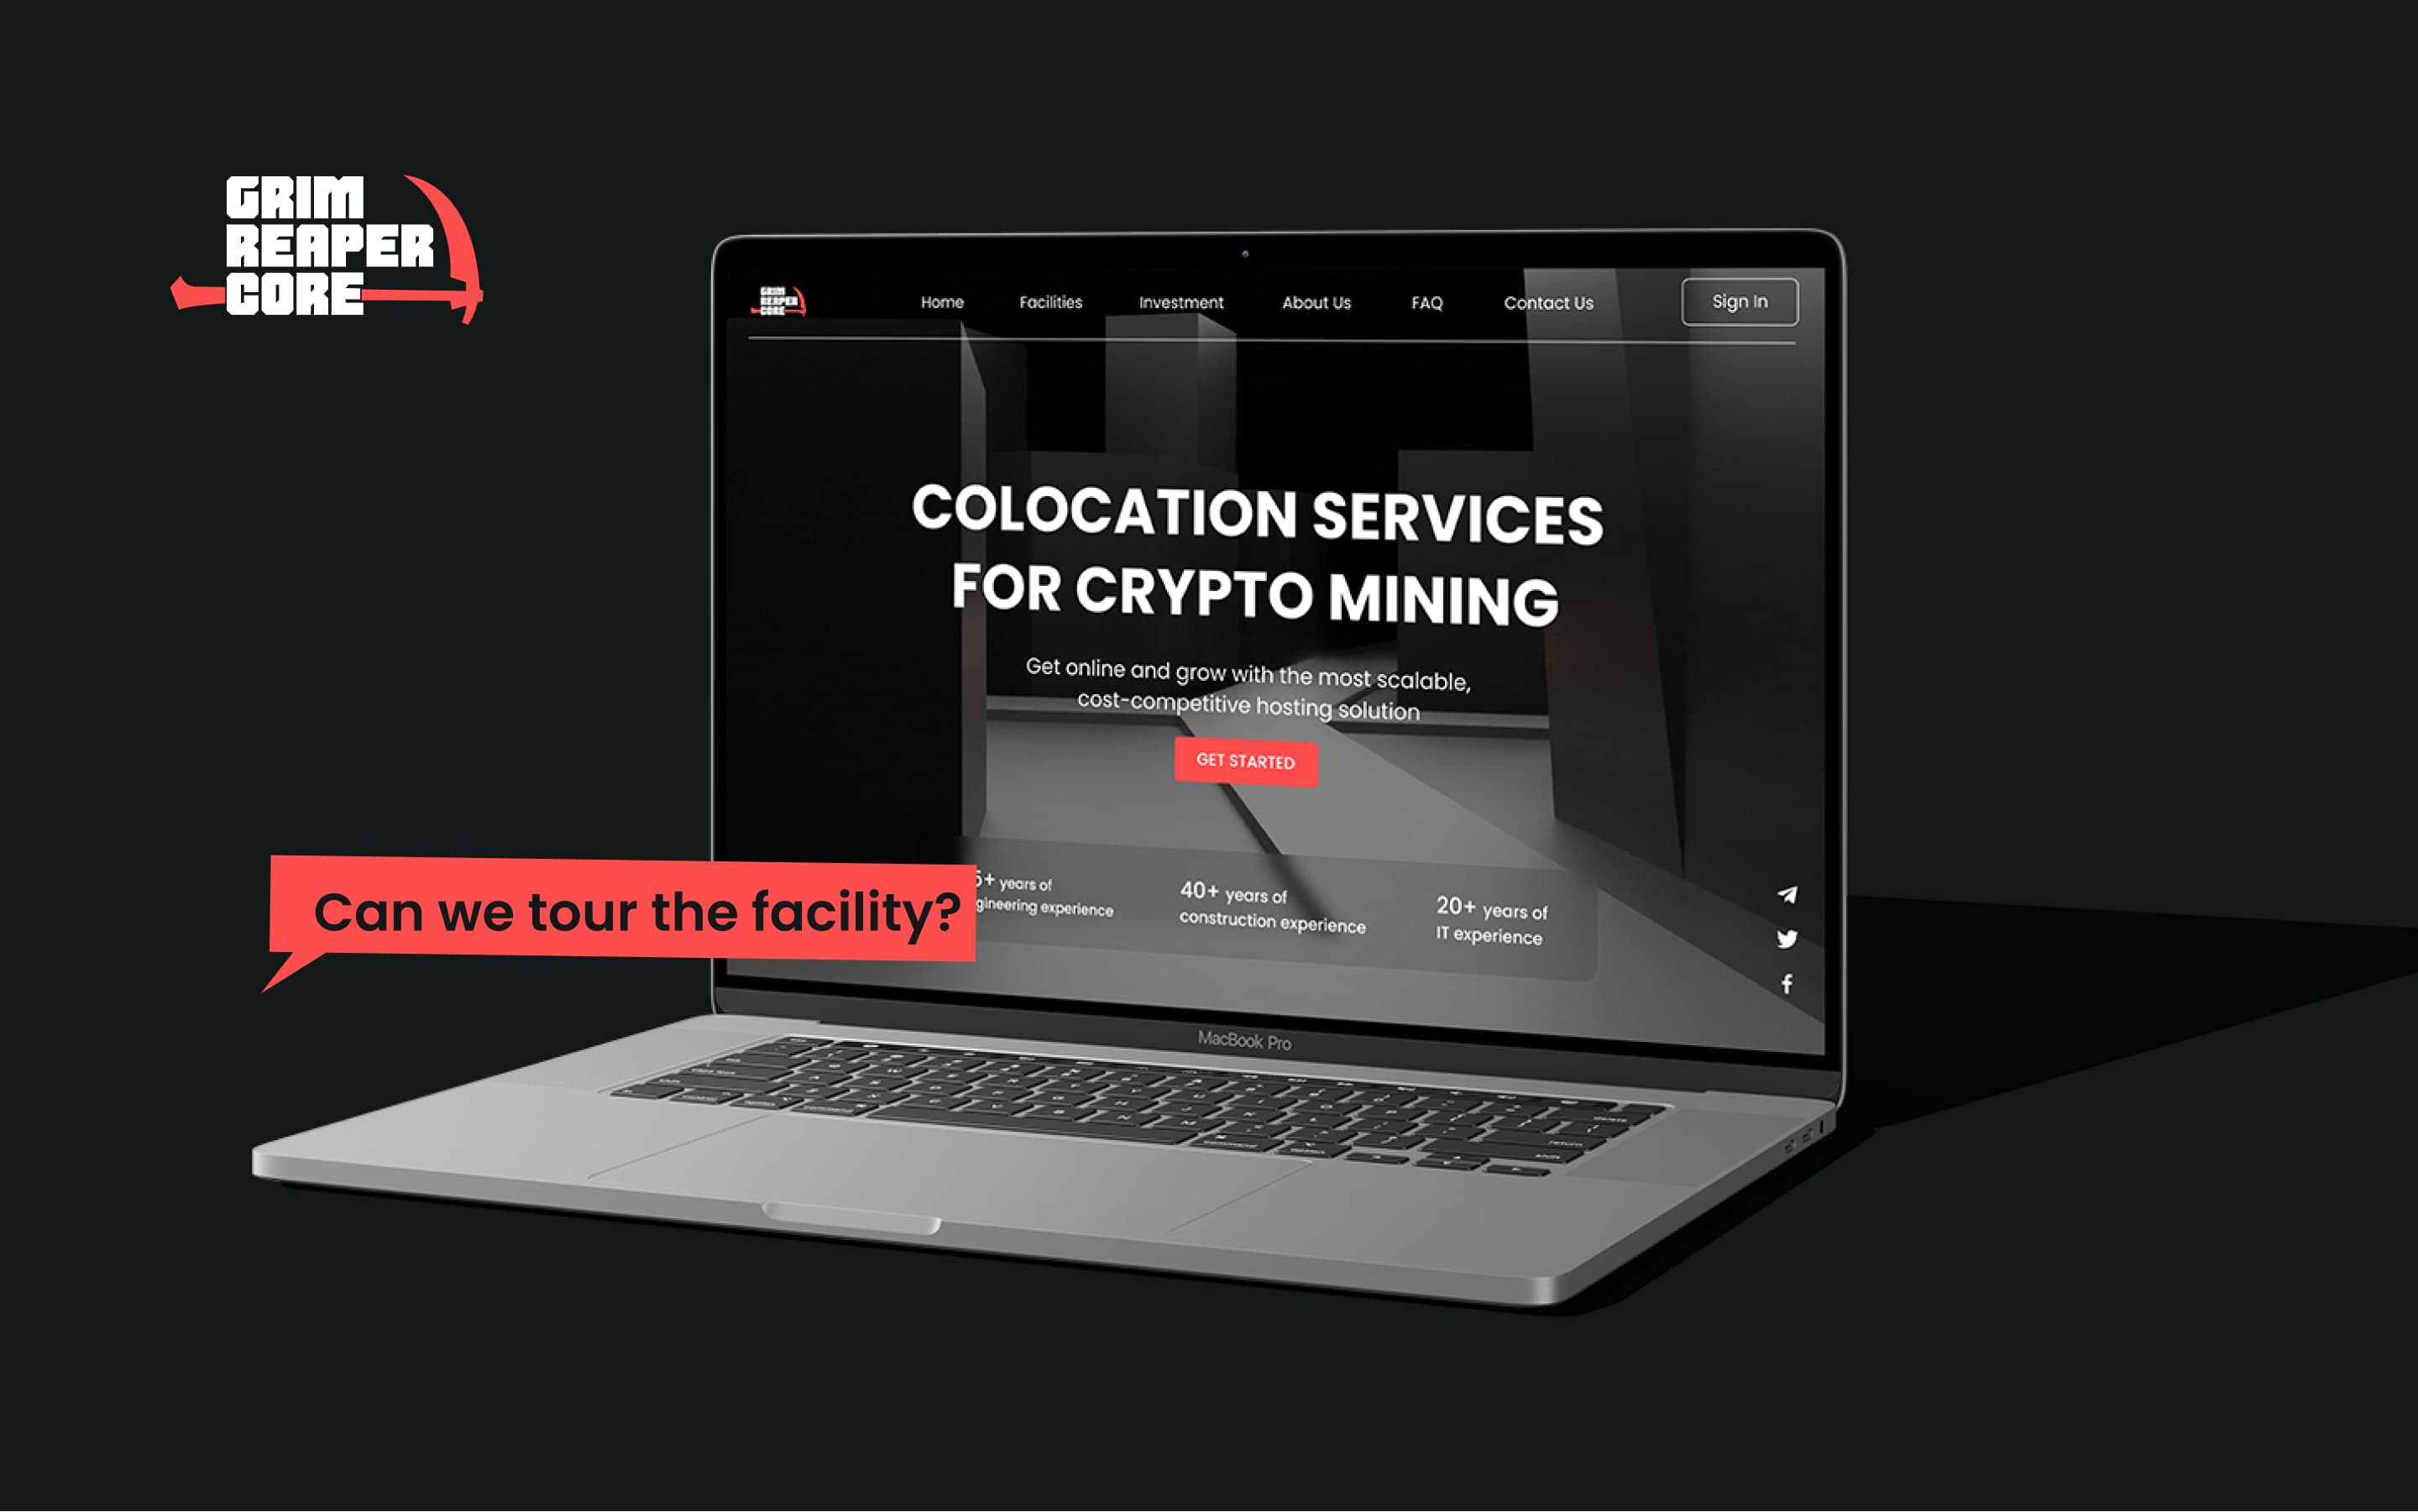 GRIM
REAPER
CORE
GRIM
REAPER
CORE
Home Facilities Investment About Us FAQ Contact Us Sign In
COLOCATION SERVICES
FOR CRYPTO MINING
Get online and grow with the most scalable,
cost-competitive hosting solution
GET STARTED
Can we tour the facility?
5+ years of
gineering experience
40+ years of
construction experience
20+ years of
IT experience
MacBook Pro